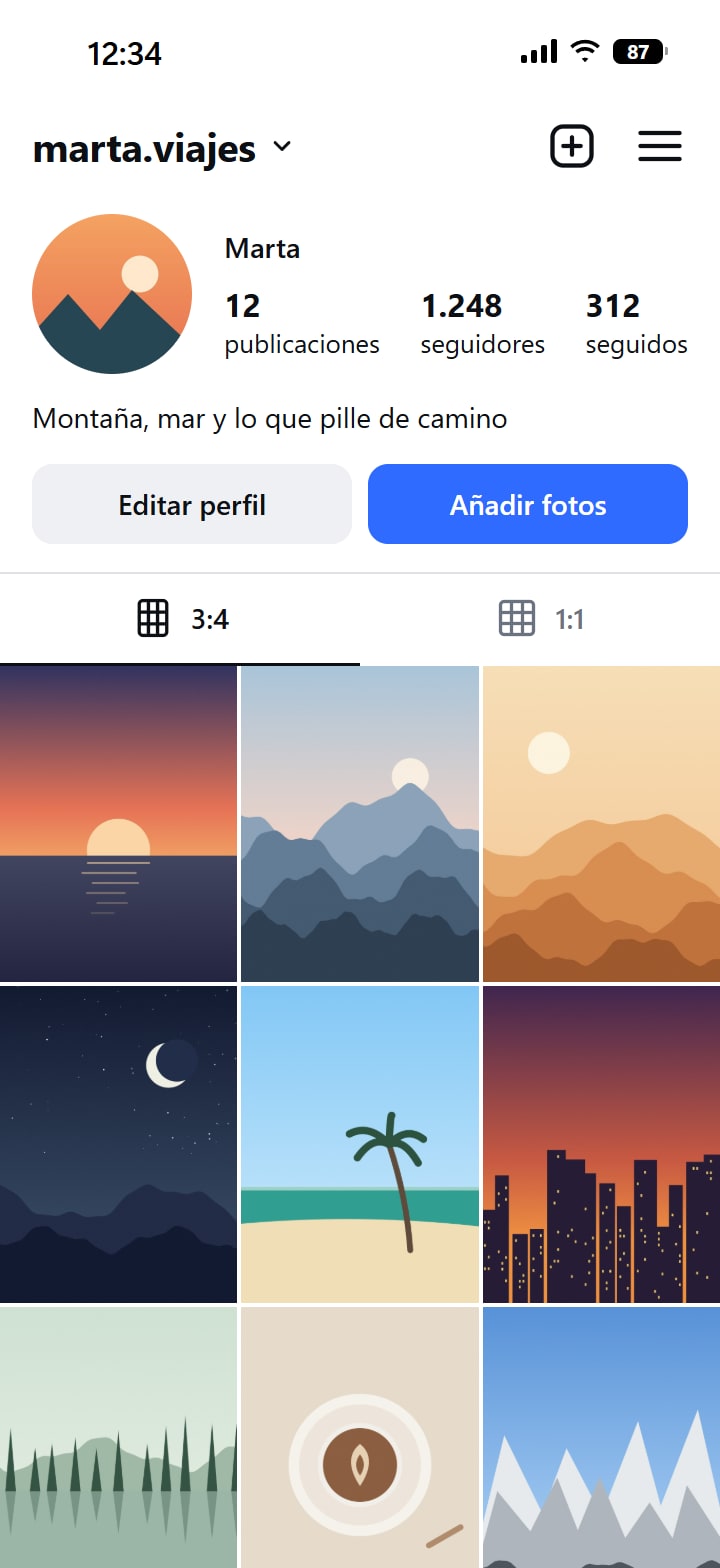 12:34
87
marta.viajes
Marta
12 1.248 312
publicaciones seguidores seguidos
Montaña, mar y lo que pille de camino
Editar perfil Añadir fotos
3:4 1:1